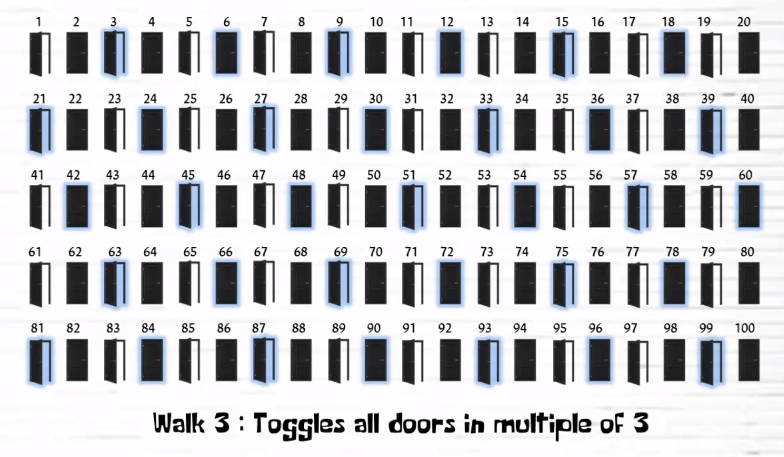 1 2 3 4 5 6 7 8 9 10 11 12 13 14 15 16 17 18 19 20
21 22 23 24 25 26 27 28 29 30 31 32 33 34 35 36 37 38 39 40
41 42 43 44 45 46 47 48 49 50 51 52 53 54 55 56 57 58 59 60
61 62 63 64 65 66 67 68 69 70 71 72 73 74 75 76 77 78 79 80
81 82 83 84 85 86 87 88 89 90 91 92 93 94 95 96 97 98 99 100
Walk 3 : Toggles all doors in multiple of 3